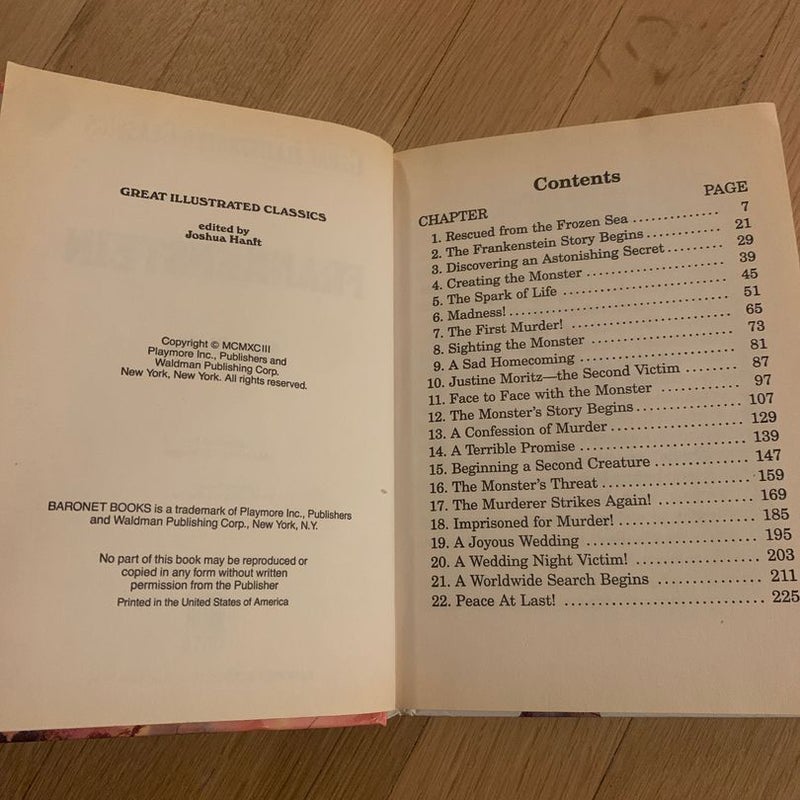 GREAT ILLUSTRATED CLASSICS
edited by
Joshua Hanft
Copyright © MCMXCIII
Playmore Inc., Publishers and
Waldman Publishing Corp.
New York, New York. All rights reserved.
BARONET BOOKS is a trademark of Playmore Inc., Publishers
and Waldman Publishing Corp., New York, N.Y.
No part of this book may be reproduced or
copied in any form without written
permission from the Publisher
Printed in the United States of America
Contents
CHAPTER PAGE
1. Rescued from the Frozen Sea .............. 7
2. The Frankenstein Story Begins ............ 21
3. Discovering an Astonishing Secret ......... 29
4. Creating the Monster ..................... 39
5. The Spark of Life ........................ 45
6. Madness! ................................. 51
7. The First Murder! ........................ 65
8. Sighting the Monster ..................... 73
9. A Sad Homecoming ......................... 81
10. Justine Moritz—the Second Victim ........ 87
11. Face to Face with the Monster ........... 97
12. The Monster's Story Begins .............. 107
13. A Confession of Murder .................. 129
14. A Terrible Promise ...................... 139
15. Beginning a Second Creature ............. 147
16. The Monster's Threat .................... 159
17. The Murderer Strikes Again! ............. 169
18. Imprisoned for Murder! .................. 185
19. A Joyous Wedding ........................ 195
20. A Wedding Night Victim! ................. 203
21. A Worldwide Search Begins ............... 211
22. Peace At Last! .......................... 225